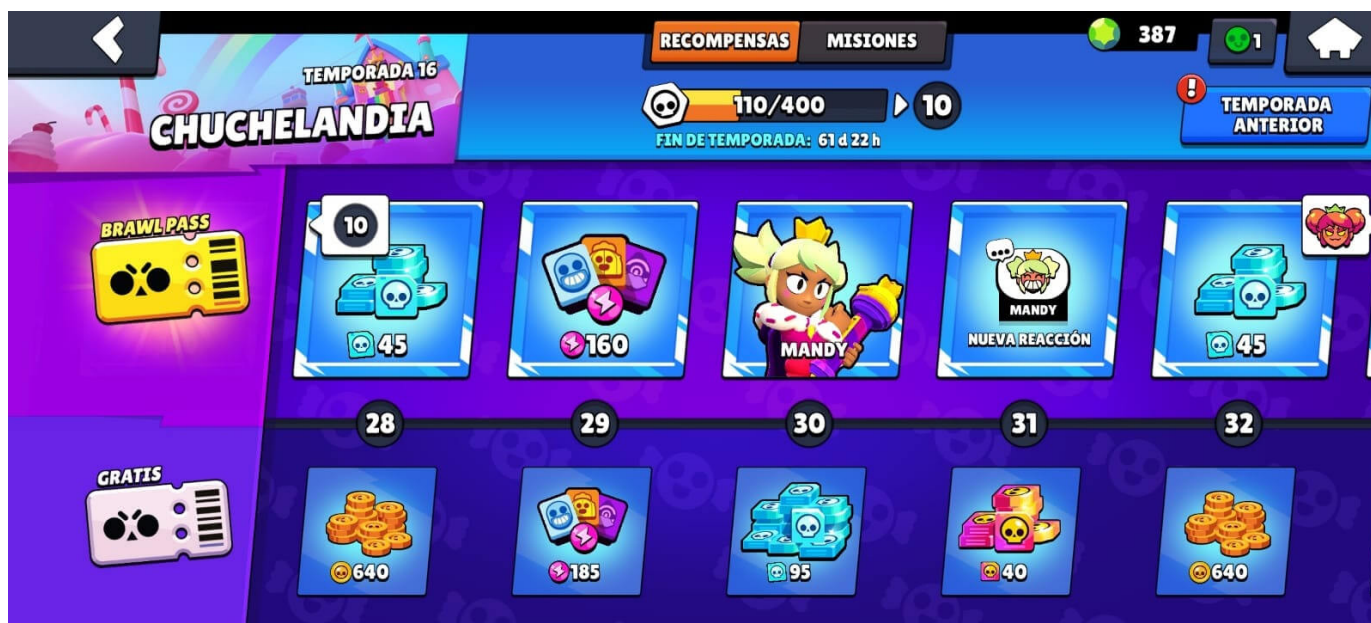 RECOMPENSAS MISIONES
387
1
TEMPORADA 16
CHUCHELANDIA
110/400
10
FIN DE TEMPORADA: 61 d 22 h
TEMPORADA
ANTERIOR
BRAWL PASS
10
45
160
MANDY
MANDY
NUEVA REACCIÓN
45
28
29
30
31
32
GRATIS
640
185
95
40
640